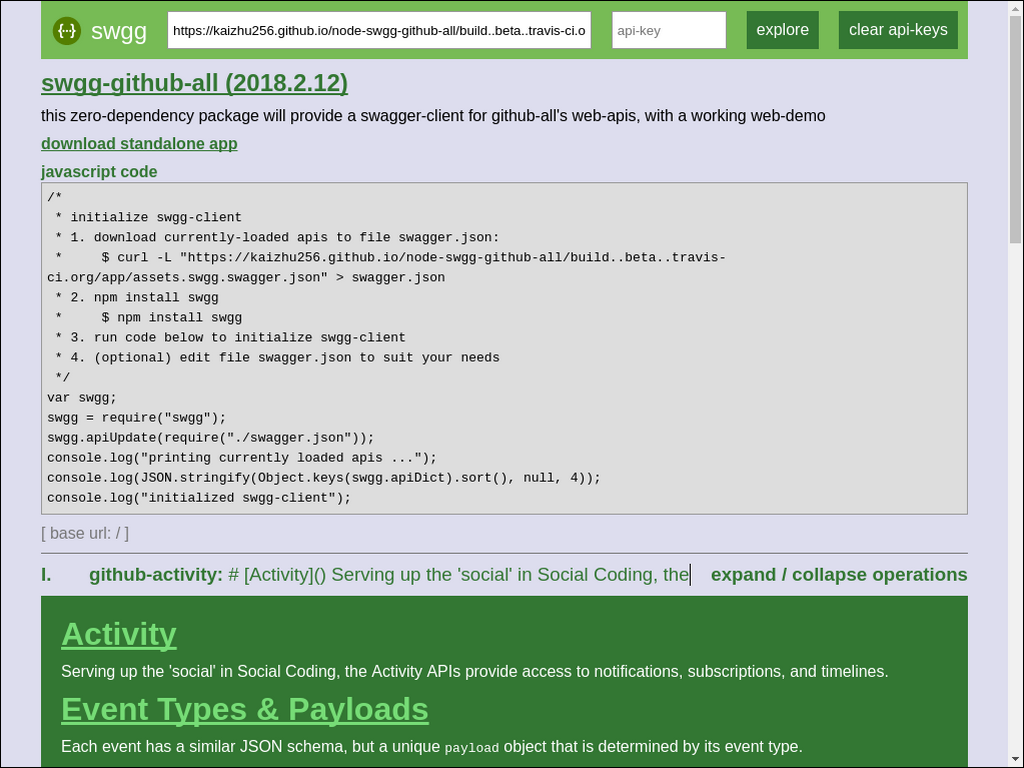 {··} swgg https://kaizhu256.github.io/node-swgg-github-all/build..beta..travis-ci.o api-key explore clear api-keys
swgg-github-all (2018.2.12)
this zero-dependency package will provide a swagger-client for github-all's web-apis, with a working web-demo
download standalone app
javascript code
/*
 * initialize swgg-client
 * 1. download currently-loaded apis to file swagger.json:
 *     $ curl -L "https://kaizhu256.github.io/node-swgg-github-all/build..beta..travis-
ci.org/app/assets.swgg.swagger.json" > swagger.json
 * 2. npm install swgg
 *     $ npm install swgg
 * 3. run code below to initialize swgg-client
 * 4. (optional) edit file swagger.json to suit your needs
 */
var swgg;
swgg = require("swgg");
swgg.apiUpdate(require("./swagger.json"));
console.log("printing currently loaded apis ...");
console.log(JSON.stringify(Object.keys(swgg.apiDict).sort(), null, 4));
console.log("initialized swgg-client");
[ base url: / ]
I. github-activity: # [Activity]() Serving up the 'social' in Social Coding, the expand / collapse operations
Activity
Serving up the 'social' in Social Coding, the Activity APIs provide access to notifications, subscriptions, and timelines.
Event Types & Payloads
Each event has a similar JSON schema, but a unique payload object that is determined by its event type.